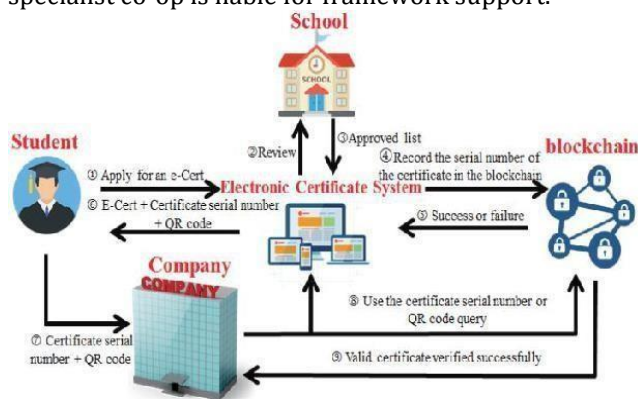 specialist co-op is liable for framework support.
School
SCHOOL
Student
②Review
③Approved list
④Record the serial number of
the certificate in the blockchain
blockchain
① Apply for an e-Cert
Electronic Certificate System
⑥ E-Cert + Certificate serial number
+ QR code
⑤ Success or failure
Company
COMPANY
⑦ Certificate serial
number + QR code
⑧ Use the certificate serial number or
QR code query
⑨ Valid certificate verified successfully